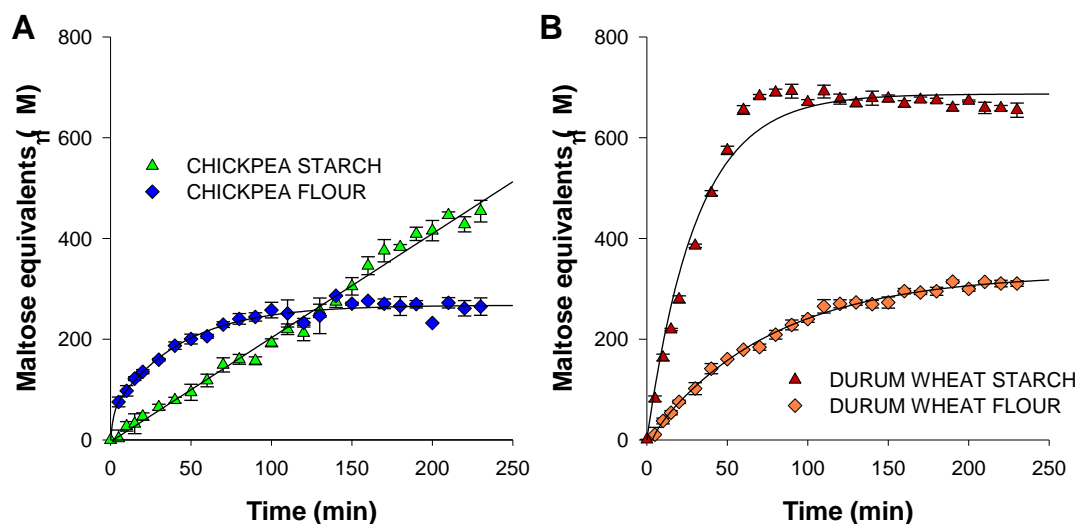 A
800
600
400
200
0
Maltose equivalents ( M)
CHICKPEA STARCH
CHICKPEA FLOUR
0 50 100 150 200 250
Time (min)
B
800
600
400
200
0
Maltose equivalents ( M)
DURUM WHEAT STARCH
DURUM WHEAT FLOUR
0 50 100 150 200 250
Time (min)